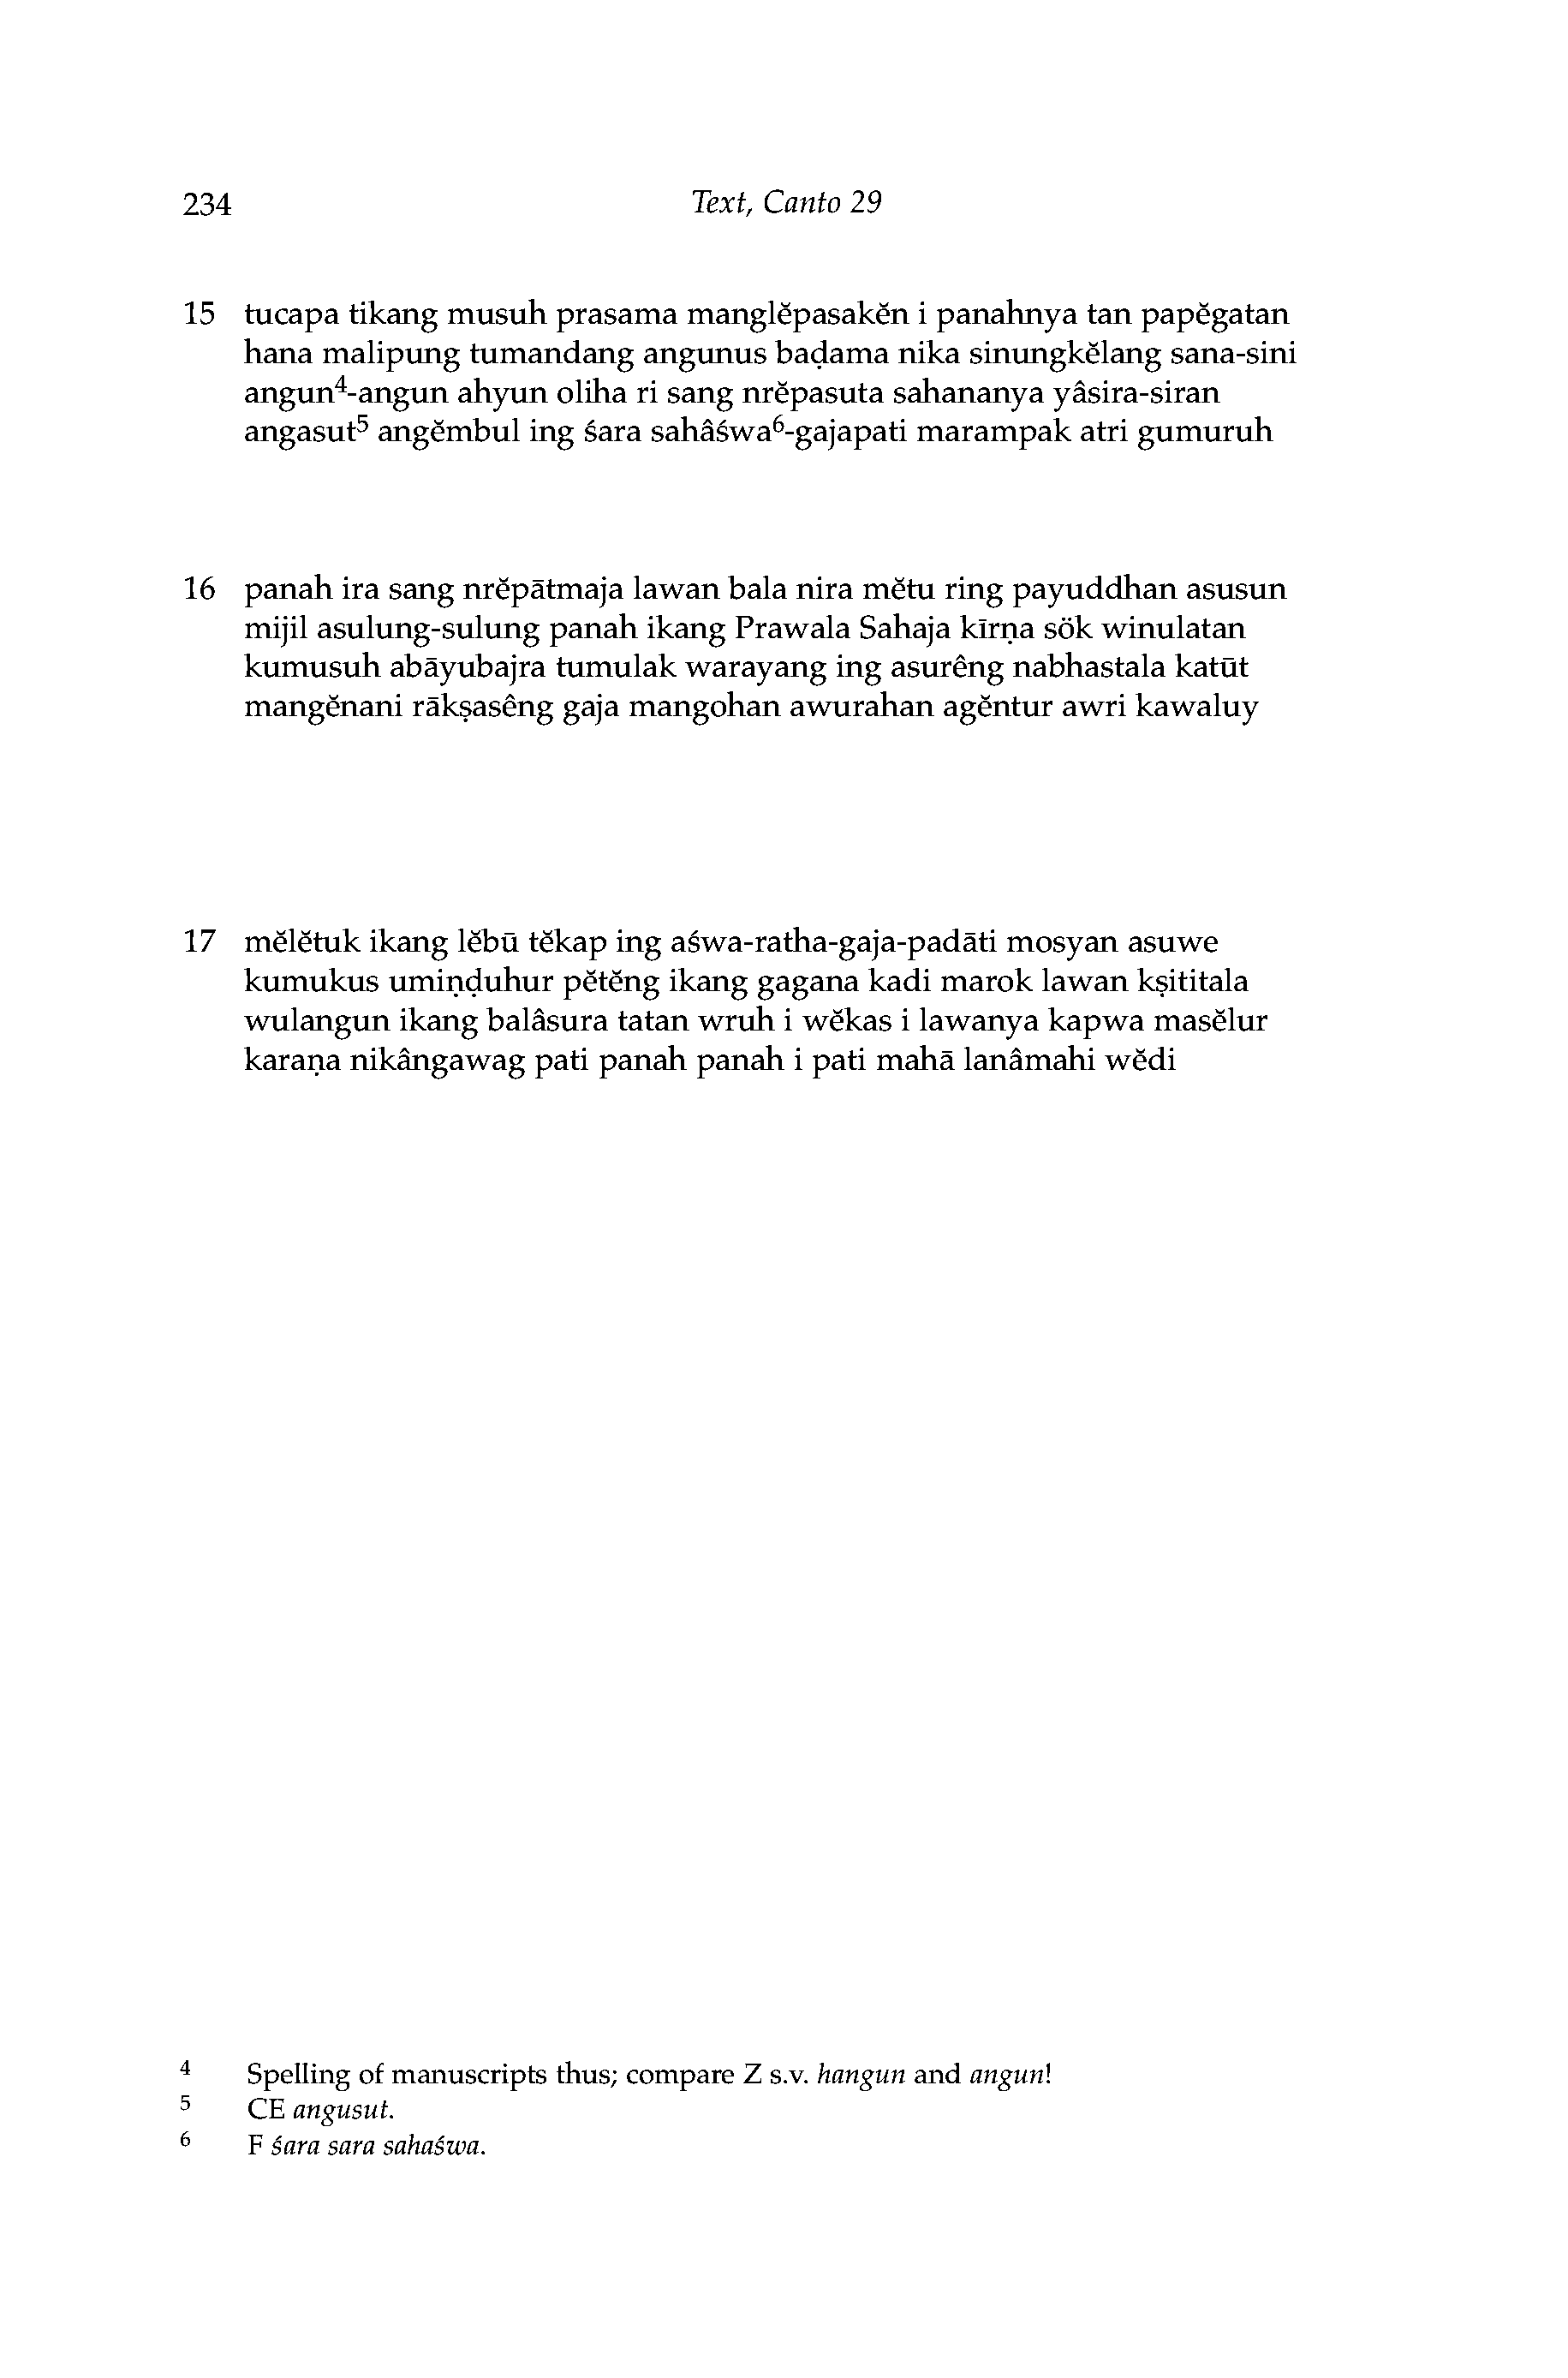 234 Text, Canto 29
15 tucapa tikang musuh prasama manglĕpasakĕn i panahnya tan papĕgatan
hana malipung tumandang angunus baḍama nika sinungkĕlang sana-sini
angun⁴-angun ahyun oliha ri sang nrĕpasuta sahananya yâsira-siran
angasut⁵ angĕmbul ing śara sahâśwa⁶-gajapati marampak atri gumuruh
16 panah ira sang nrĕpātmaja lawan bala nira mĕtu ring payuddhan asusun
mijil asulung-sulung panah ikang Prawala Sahaja kīrṇa sök winulatan
kumusuh abāyubajra tumulak warayang ing asurêng nabhastala katūt
mangĕnani rākṣasêng gaja mangohan awurahan agĕntur awri kawaluy
17 mĕlĕtuk ikang lĕbū tĕkap ing aśwa-ratha-gaja-padāti mosyan asuwe
kumukus umiṇḍuhur pĕtĕng ikang gagana kadi marok lawan kṣititala
wulangun ikang balâsura tatan wruh i wĕkas i lawanya kapwa masĕlur
karaṇa nikângawag pati panah panah i pati mahā lanâmahi wĕdi
4 Spelling of manuscripts thus; compare Z s.v. hangun and angun!
5 CE angusut.
6 F śara sara sahaśwa.